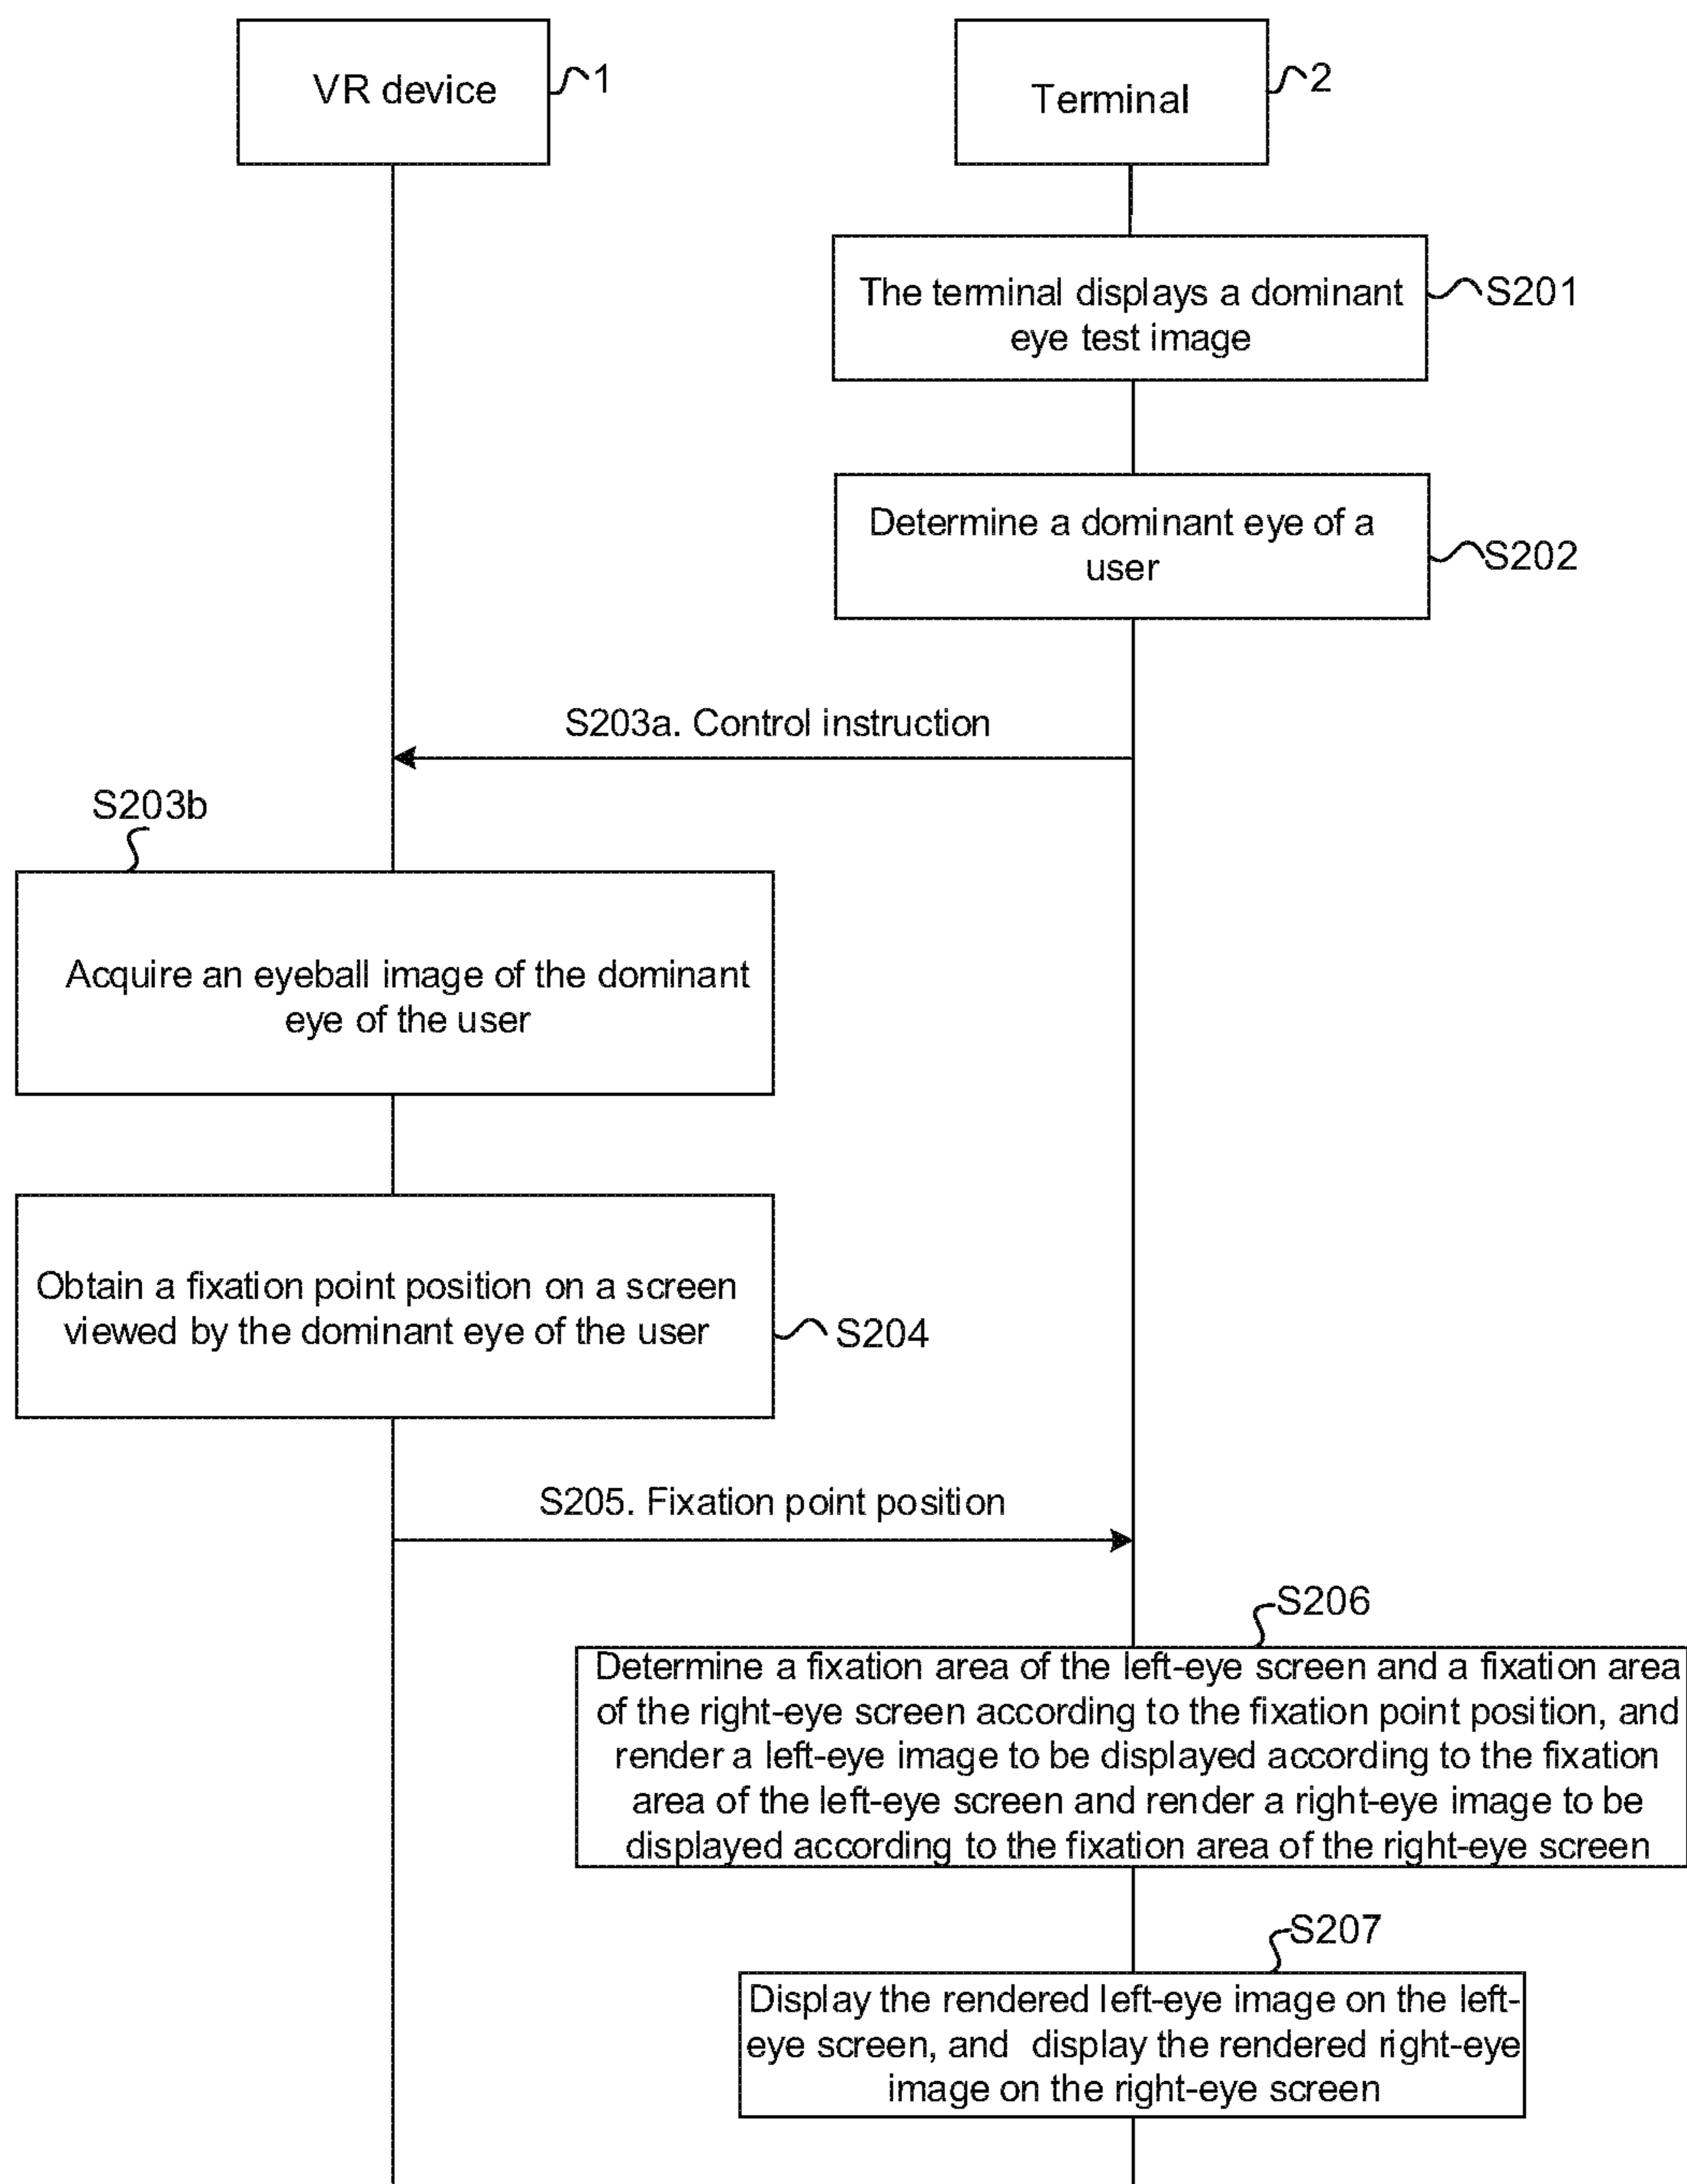 VR device
1
Terminal
2
The terminal displays a dominant
eye test image
S201
Determine a dominant eye of a
user
S202
S203a. Control instruction
S203b
Acquire an eyeball image of the dominant
eye of the user
Obtain a fixation point position on a screen
viewed by the dominant eye of the user
S204
S205. Fixation point position
S206
Determine a fixation area of the left-eye screen and a fixation area
of the right-eye screen according to the fixation point position, and
render a left-eye image to be displayed according to the fixation
area of the left-eye screen and render a right-eye image to be
displayed according to the fixation area of the right-eye screen
S207
Display the rendered left-eye image on the left-
eye screen, and display the rendered right-eye
image on the right-eye screen